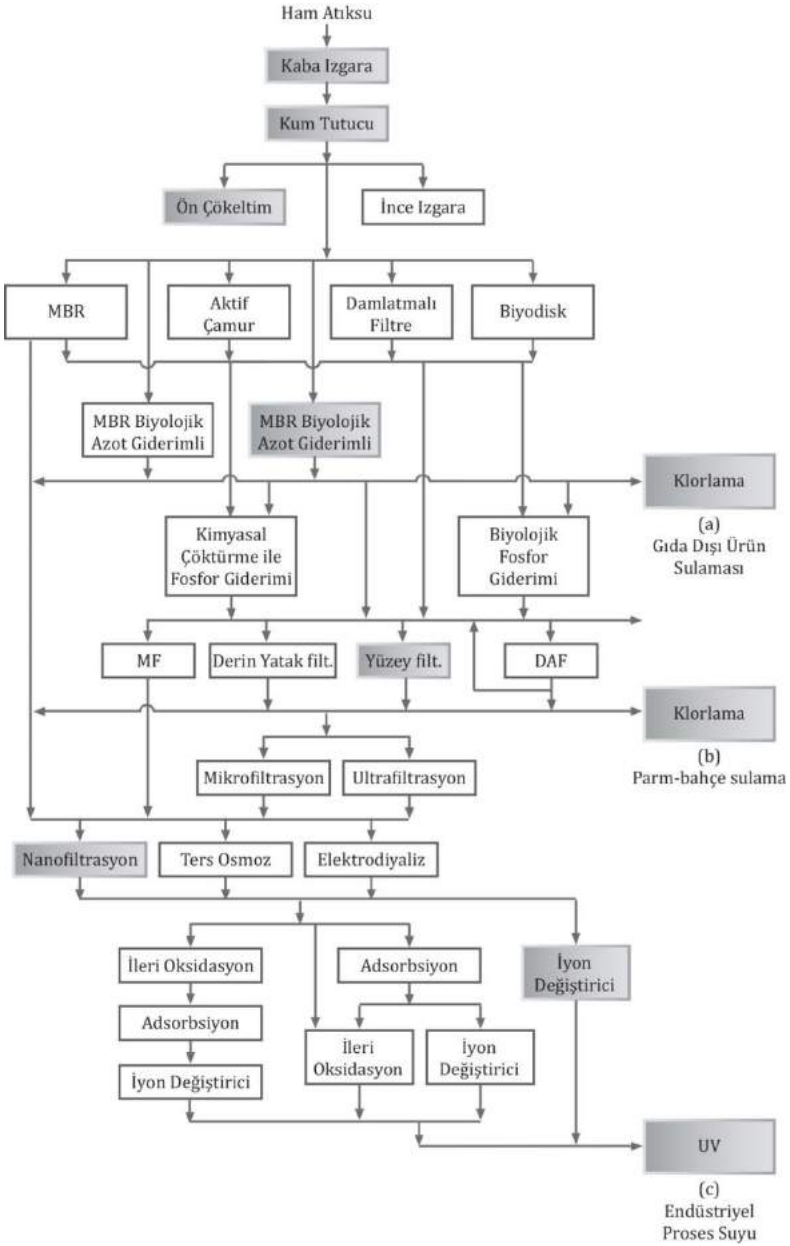 Ham Atıksu
Kaba Izgara
Kum Tutucu
Ön Çökeltim
İnce Izgara
MBR
Aktif
Çamur
Damlatmalı
Filtre
Biyodisk
MBR Biyolojik
Azot Giderimli
MBR Biyolojik
Azot Giderimli
Klorlama
(a)
Gıda Dışı Ürün
Sulaması
Kimyasal
Çöktürme ile
Fosfor Giderimi
Biyolojik
Fosfor
Giderimi
MF
Derin Yatak filt.
Yüzey filt.
DAF
Klorlama
(b)
Parm-bahçe sulama
Mikrofiltrasyon
Ultrafiltrasyon
Nanofiltrasyon
Ters Osmoz
Elektrodiyaliz
İleri Oksidasyon
Adsorbsiyon
İyon
Değiştirici
Adsorbsiyon
İleri
Oksidasyon
İyon
Değiştirici
İyon Değiştirici
UV
(c)
Endüstriyel
Proses Suyu